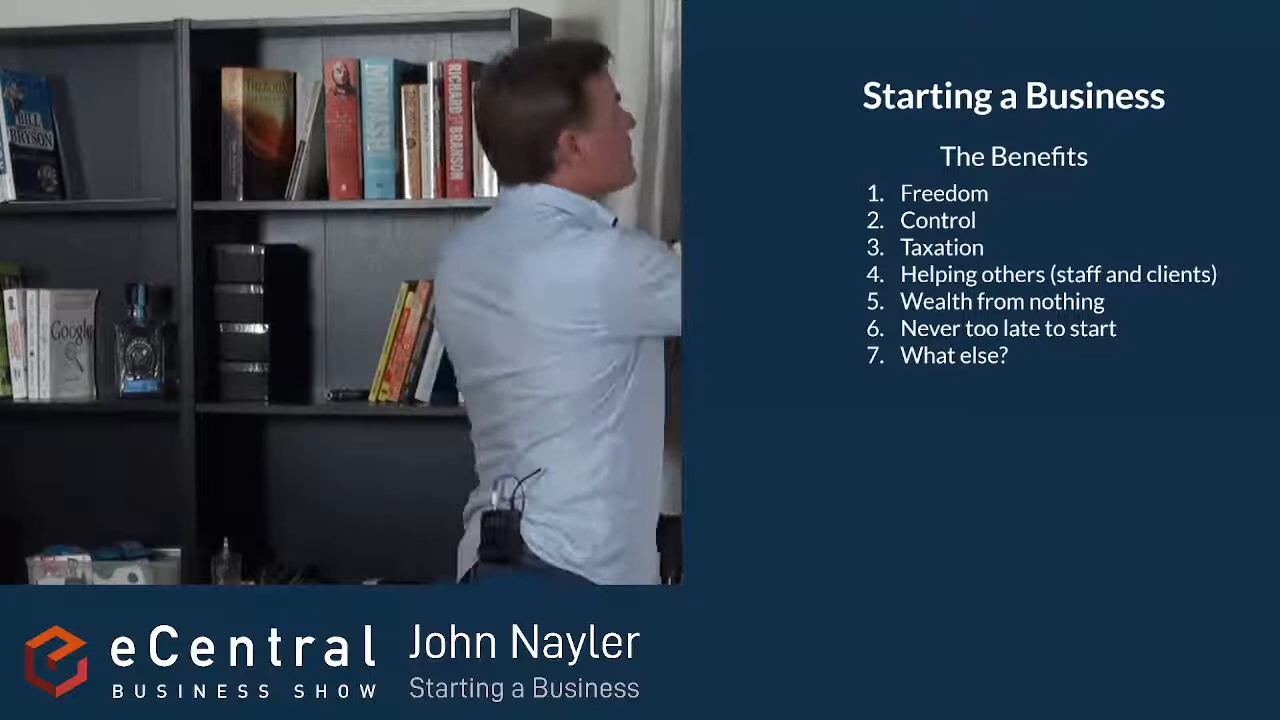 BILL
BRYSON
MONASH
RICHARD BRANSON
Google
Starting a Business
The Benefits
1. Freedom
2. Control
3. Taxation
4. Helping others (staff and clients)
5. Wealth from nothing
6. Never too late to start
7. What else?
eCentral
BUSINESS SHOW
John Nayler
Starting a Business